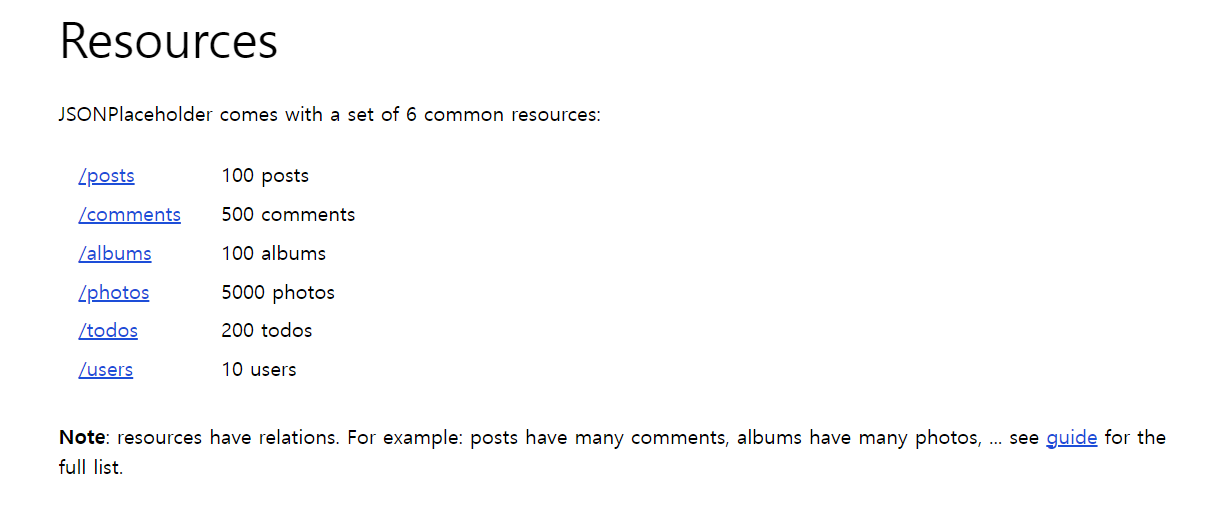 Resources
JSONPlaceholder comes with a set of 6 common resources:
/posts 100 posts
/comments 500 comments
/albums 100 albums
/photos 5000 photos
/todos 200 todos
/users 10 users
Note: resources have relations. For example: posts have many comments, albums have many photos, ... see guide for the
full list.